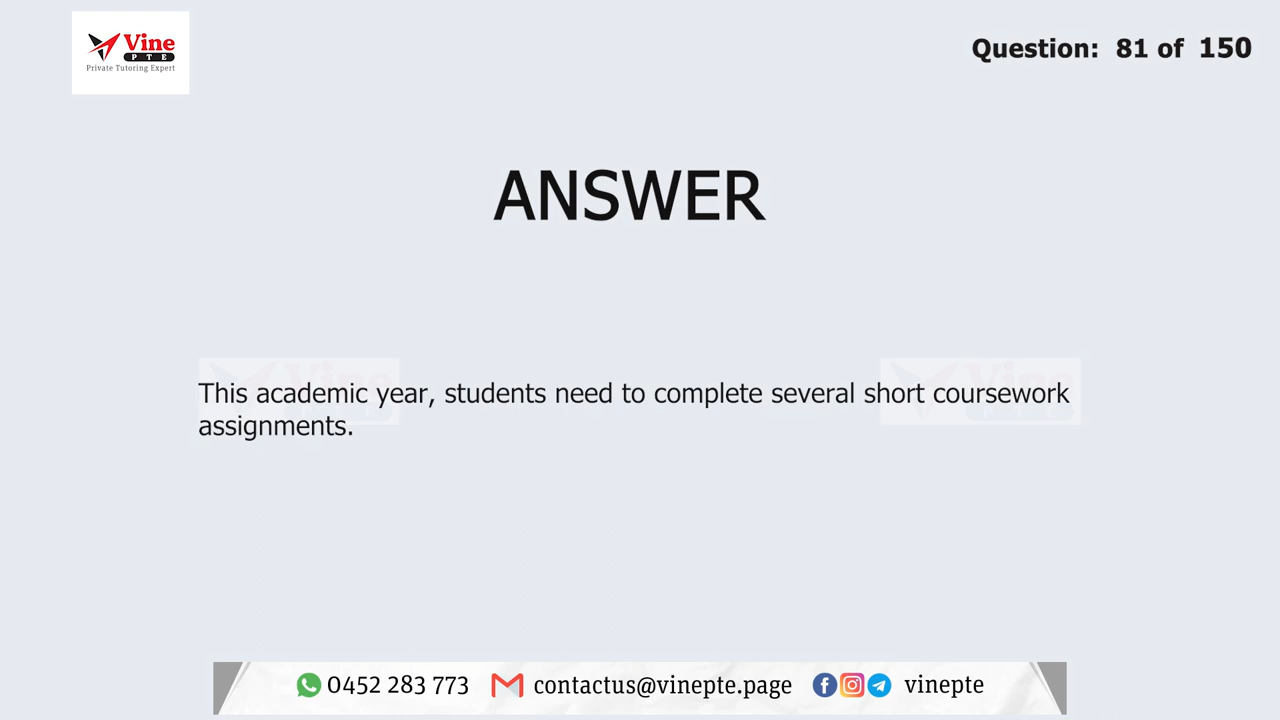 Vine
PTE
Private Tutoring Expert
Question: 81 of 150
ANSWER
This academic year, students need to complete several short coursework
assignments.
0452 283 773 contactus@vinepte.page vinepte